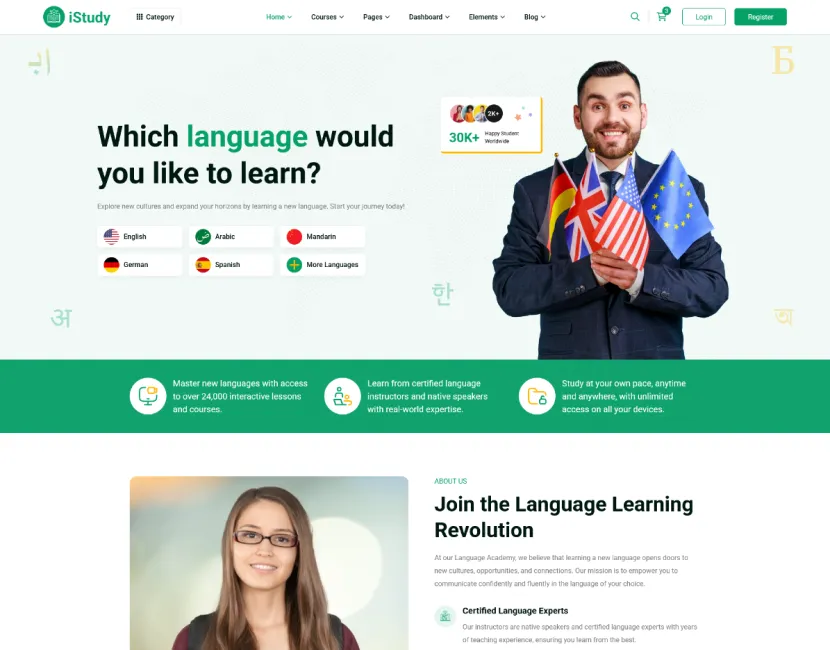 iStudy
Category
Home
Courses
Pages
Dashboard
Elements
Blog
3
Login
Register
Б
Which language would
you like to learn?
Explore new cultures and expand your horizons by learning a new language. Start your journey today!
English
Arabic
Mandarin
German
Spanish
More Languages
2K+
30K+ Happy Student
Worldwide
한
अ
অ
Master new languages with access
to over 24,000 interactive lessons
and courses.
Learn from certified language
instructors and native speakers
with real-world expertise.
Study at your own pace, anytime
and anywhere, with unlimited
access on all your devices.
ABOUT US
Join the Language Learning
Revolution
At our Language Academy, we believe that learning a new language opens doors to
new cultures, opportunities, and connections. Our mission is to empower you to
communicate confidently and fluently in the language of your choice.
Certified Language Experts
Our instructors are native speakers and certified language experts with years
of teaching experience, ensuring you learn from the best.